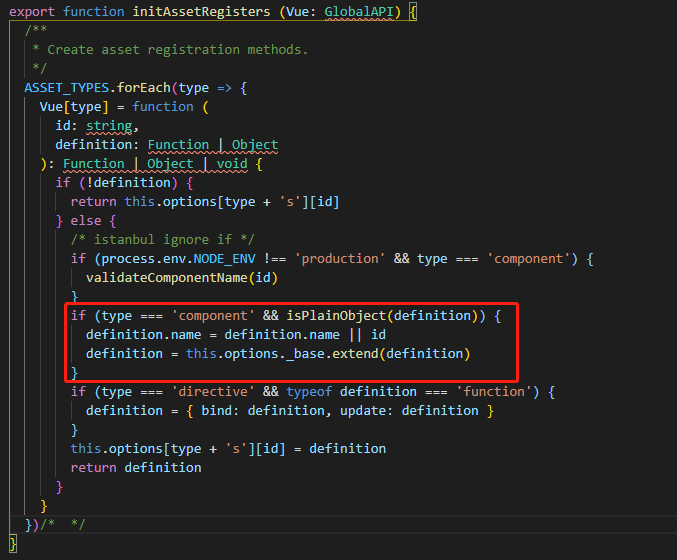 export function initAssetRegisters (Vue: GlobalAPI) {
  /**
   * Create asset registration methods.
   */
  ASSET_TYPES.forEach(type => {
    Vue[type] = function (
      id: string,
      definition: Function | Object
    ): Function | Object | void {
      if (!definition) {
        return this.options[type + 's'][id]
      } else {
        /* istanbul ignore if */
        if (process.env.NODE_ENV !== 'production' && type === 'component') {
          validateComponentName(id)
        }
        if (type === 'component' && isPlainObject(definition)) {
          definition.name = definition.name || id
          definition = this.options._base.extend(definition)
        }
        if (type === 'directive' && typeof definition === 'function') {
          definition = { bind: definition, update: definition }
        }
        this.options[type + 's'][id] = definition
        return definition
      }
    }
  })/*  */
}